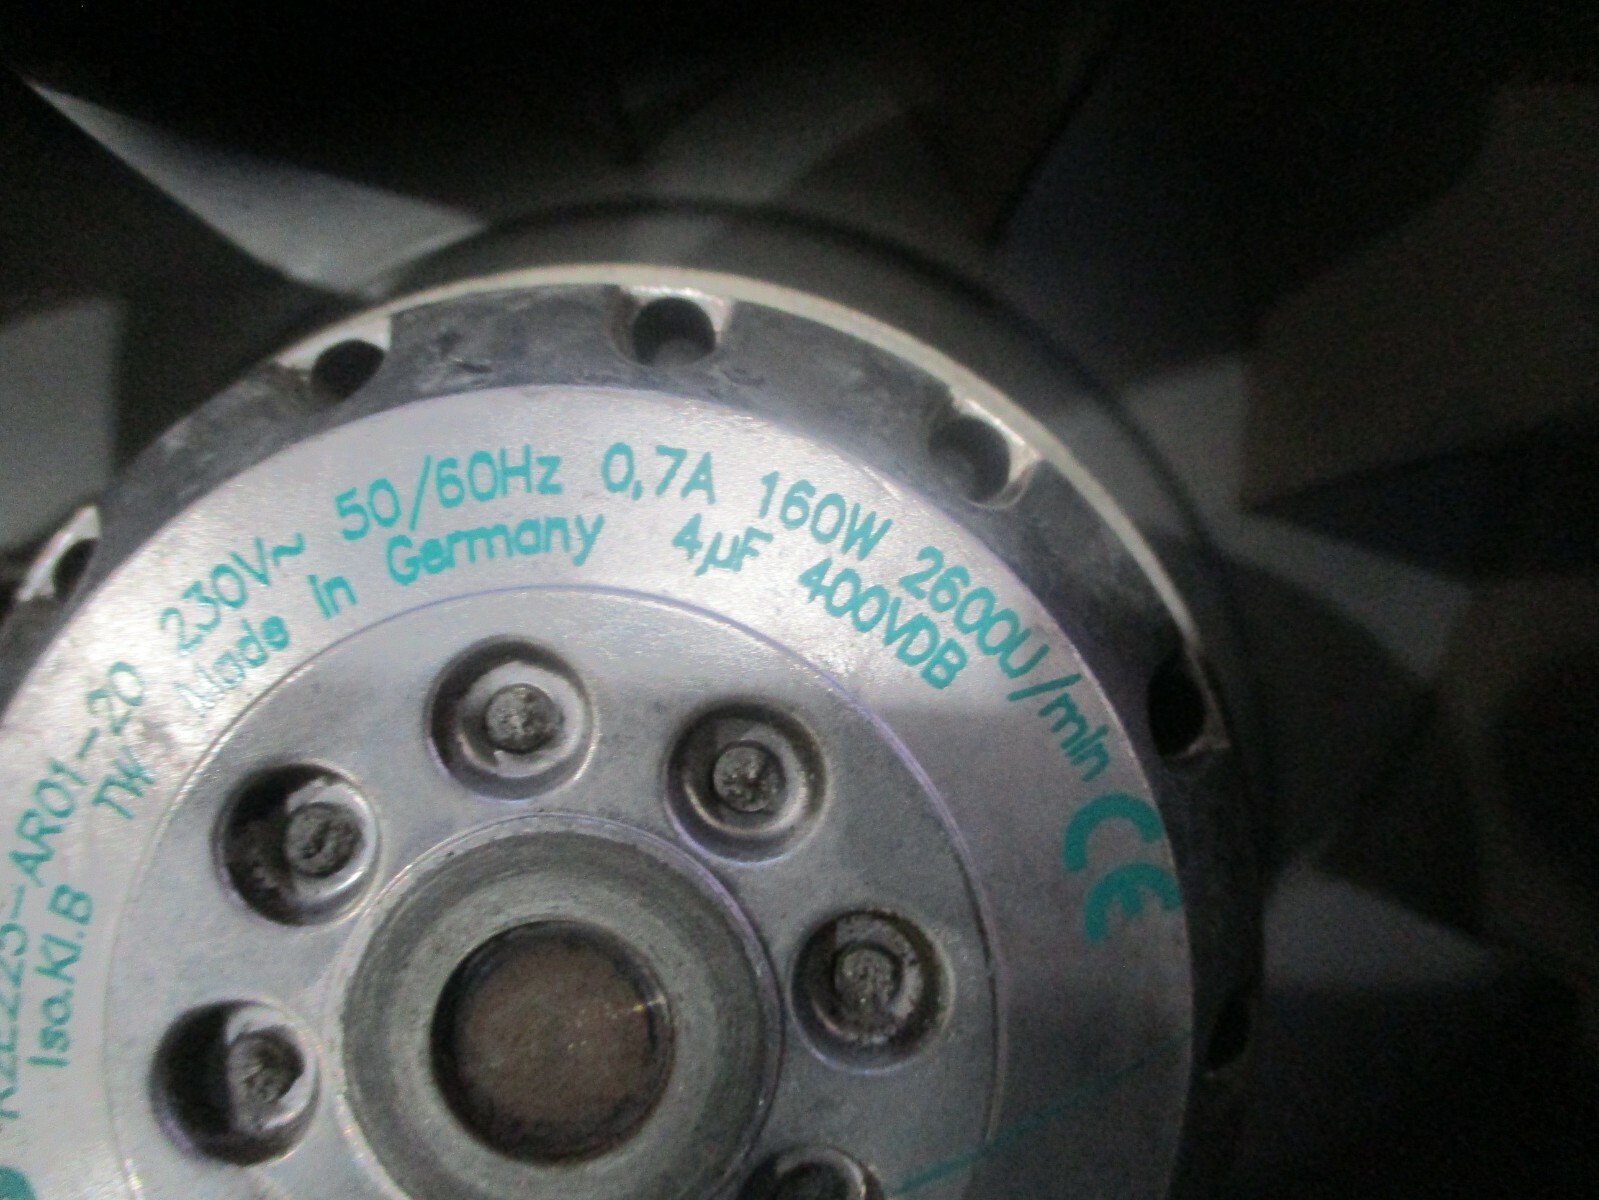 R2E225-AR01-20 230V~ 50/60Hz 0,7A 160W 2600U/min CE
Iso.Kl.B TW Made in Germany 4µF 400VDB